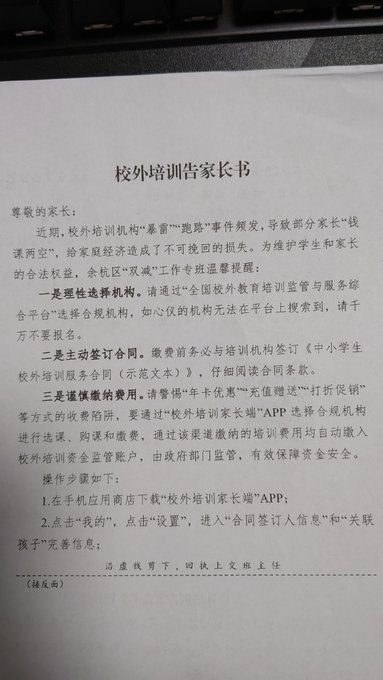 校外培训告家长书
尊敬的家长：
近期，校外培训机构“暴雷”“跑路”事件频发，导致部分家长“钱
课两空”，给家庭经济造成了不可挽回的损失。为维护学生和家长
的合法权益，余杭区“双减”工作专班温馨提醒：
一是理性选择机构。请通过“全国校外教育培训监管与服务综
合平台”选择合规机构，如心仪的机构无法在平台上搜索到，请千
万不要报名。
二是主动签订合同。缴费前务必与培训机构签订《中小学生
校外培训服务合同（示范文本）》，仔细阅读合同条款。
三是谨慎缴纳费用。请警惕“年卡优惠”“充值赠送”“打折促销”
等方式的收费陷阱，要通过“校外培训家长端”APP 选择合规机构
进行选课、购课和缴费，通过该渠道缴纳的培训费用均自动缴入
校外培训资金监管账户，由政府部门监管，有效保障资金安全。
操作步骤如下：
1.在手机应用商店下载“校外培训家长端”APP；
2.点击“我的”，点击“设置”，进入“合同签订人信息”和“关联
孩子”完善信息；
沿虚线剪下，回执上交班主任
（接反面）